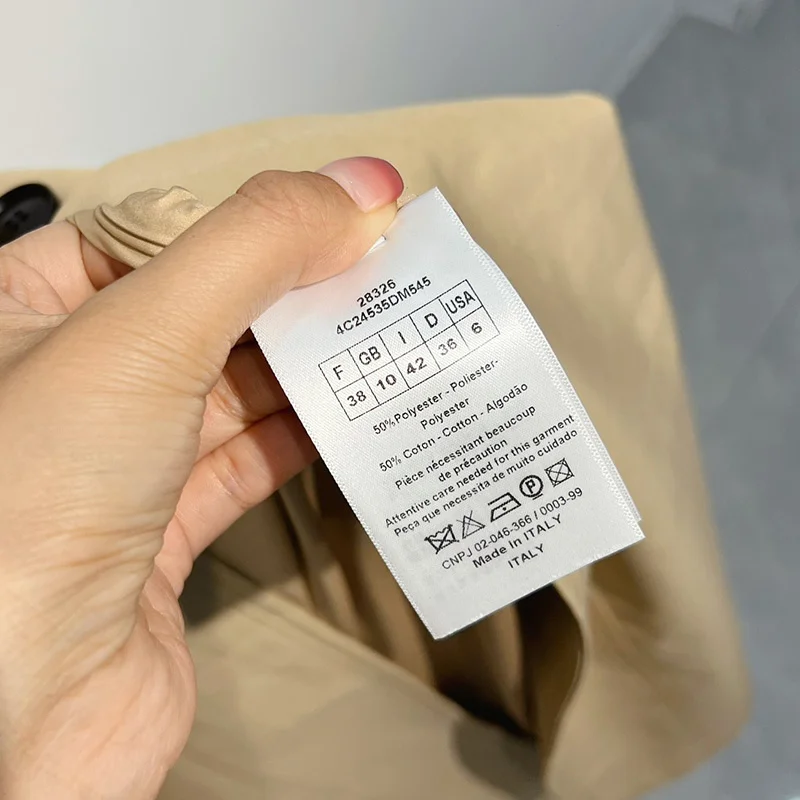 28326
4C24535DM545
F GB I D USA
38 10 42 36 6
50%Polyester - Poliester-
Polyester
50% Coton - Cotton - Algodão
Pièce nécessitant beaucoup
de précaution
Attentive care needed for this garment
Peça que necessita de muito cuidado
P
CNPJ 02-046-366 / 0003-99
Made In ITALY
ITALY